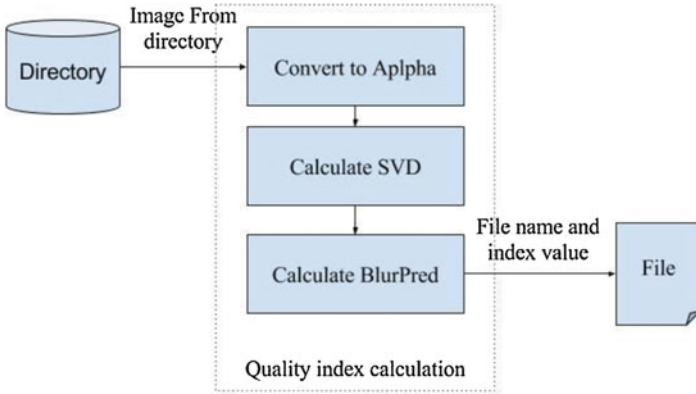 Image From
directory
Directory
Convert to Aplpha
Calculate SVD
Calculate BlurPred
File name and
index value
File
Quality index calculation